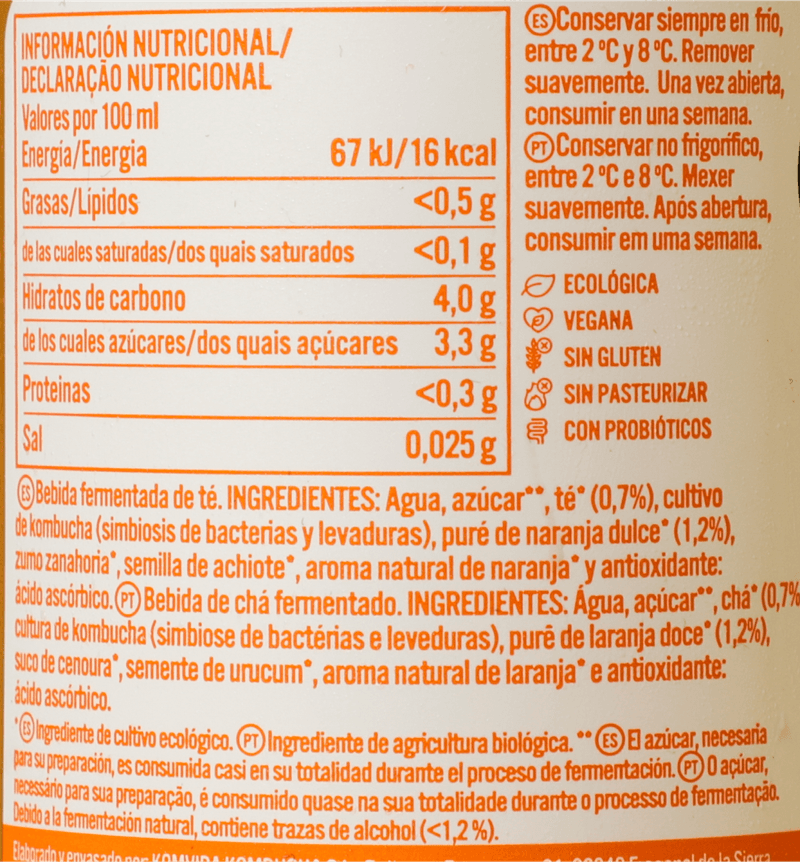 INFORMACIÓN NUTRICIONAL/
DECLARAÇÃO NUTRICIONAL
Valores por 100 ml
Energía/Energia 67 kJ/16 kcal
Grasas/Lípidos <0,5 g
de las cuales saturadas/dos quais saturados <0,1 g
Hidratos de carbono 4,0 g
de los cuales azúcares/dos quais açúcares 3,3 g
Proteinas <0,3 g
Sal 0,025 g
ES Conservar siempre en frío,
entre 2 ºC y 8 ºC. Remover
suavemente. Una vez abierta,
consumir en una semana.
PT Conservar no frigorífico,
entre 2 ºC e 8 ºC. Mexer
suavemente. Após abertura,
consumir em uma semana.
ECOLÓGICA
VEGANA
SIN GLUTEN
SIN PASTEURIZAR
CON PROBIÓTICOS
ES Bebida fermentada de té. INGREDIENTES: Agua, azúcar**, té* (0,7%), cultivo
de kombucha (simbiosis de bacterias y levaduras), puré de naranja dulce* (1,2%),
zumo zanahoria*, semilla de achiote*, aroma natural de naranja* y antioxidante:
ácido ascórbico. PT Bebida de chá fermentado. INGREDIENTES: Água, açúcar**, chá* (0,7%
cultura de kombucha (simbiose de bactérias e leveduras), purê de laranja doce* (1,2%),
suco de cenoura*, semente de urucum*, aroma natural de laranja* e antioxidante:
ácido ascórbico.
*ES Ingrediente de cultivo ecológico. PT Ingrediente de agricultura biológica. **ES El azúcar, necesaria
para su preparación, es consumida casi en su totalidad durante el proceso de fermentación. PT O açúcar,
necessário para sua preparação, é consumido quase na sua totalidade durante o processo de fermentação.
Debido a la fermentación natural, contiene trazas de alcohol (<1,2 %).
Elaborado y envasado por: KOMVIDA